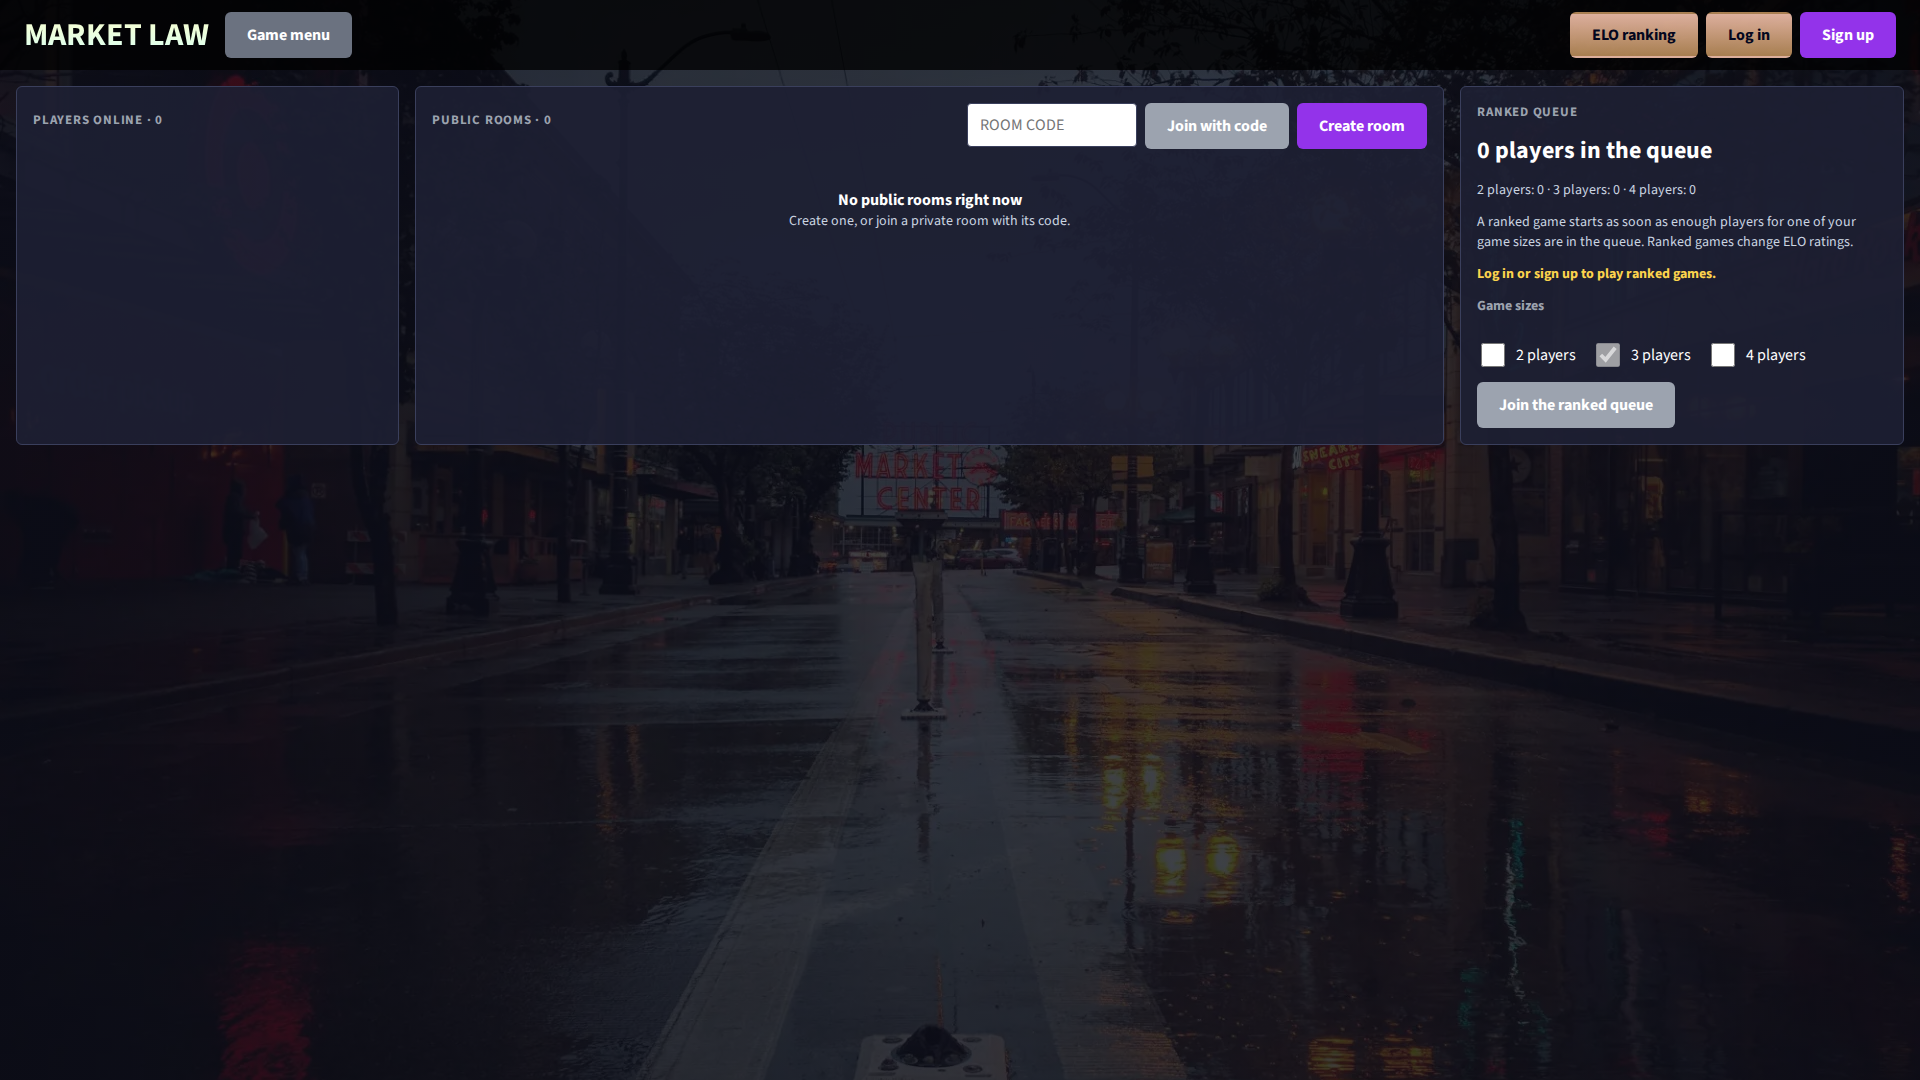 MARKET LAW
Game menu
ELO ranking
Log in
Sign up
PLAYERS ONLINE · 0
PUBLIC ROOMS · 0
ROOM CODE
Join with code
Create room
No public rooms right now
Create one, or join a private room with its code.
RANKED QUEUE
0 players in the queue
2 players: 0 · 3 players: 0 · 4 players: 0
A ranked game starts as soon as enough players for one of your
game sizes are in the queue. Ranked games change ELO ratings.
Log in or sign up to play ranked games.
Game sizes
2 players
3 players
4 players
Join the ranked queue
MARKET
CENTER
SNEAKER
CITY